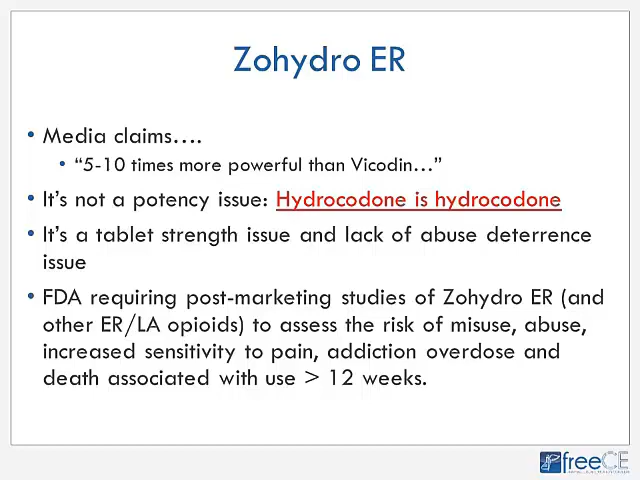 Zohydro ER
• Media claims….
• “5-10 times more powerful than Vicodin…”
• It’s not a potency issue: Hydrocodone is hydrocodone
• It’s a tablet strength issue and lack of abuse deterrence
issue
• FDA requiring post-marketing studies of Zohydro ER (and
other ER/LA opioids) to assess the risk of misuse, abuse,
increased sensitivity to pain, addiction overdose and
death associated with use > 12 weeks.
freeCE